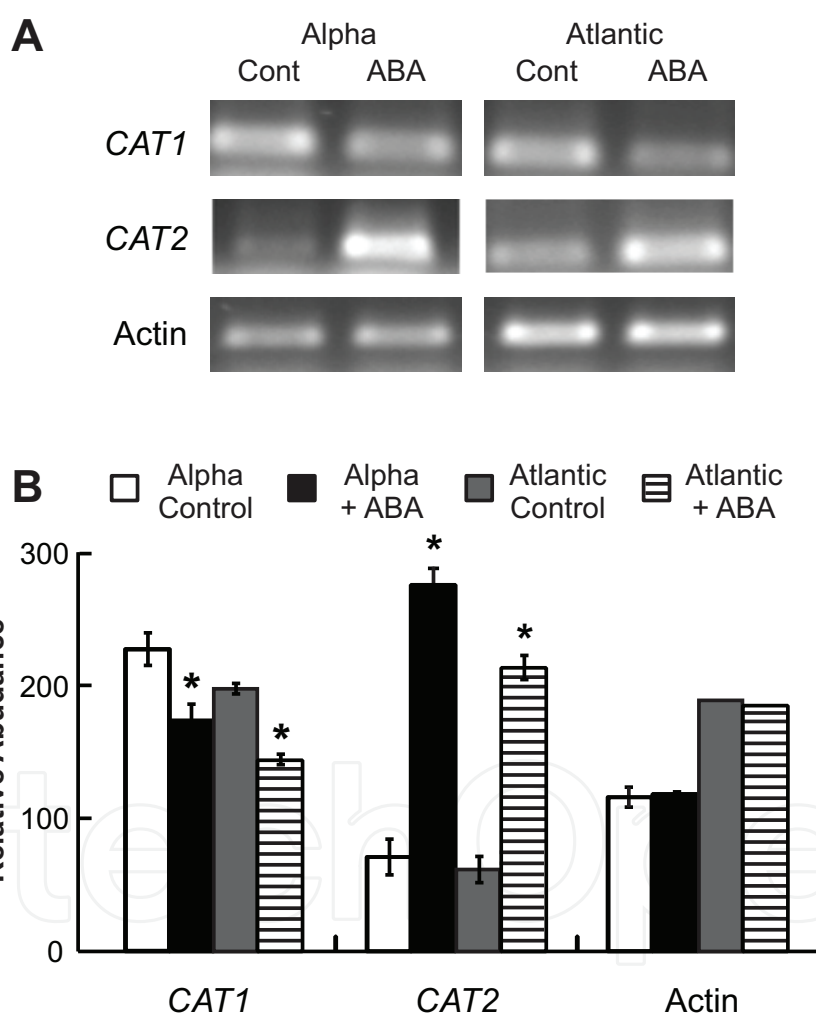 A
Alpha
Atlantic
Cont
ABA
Cont
ABA
CAT1
CAT2
Actin
B
Alpha
Control
Alpha
+ ABA
Atlantic
Control
Atlantic
+ ABA
300
200
100
0
*
*
*
*
CAT1
CAT2
Actin